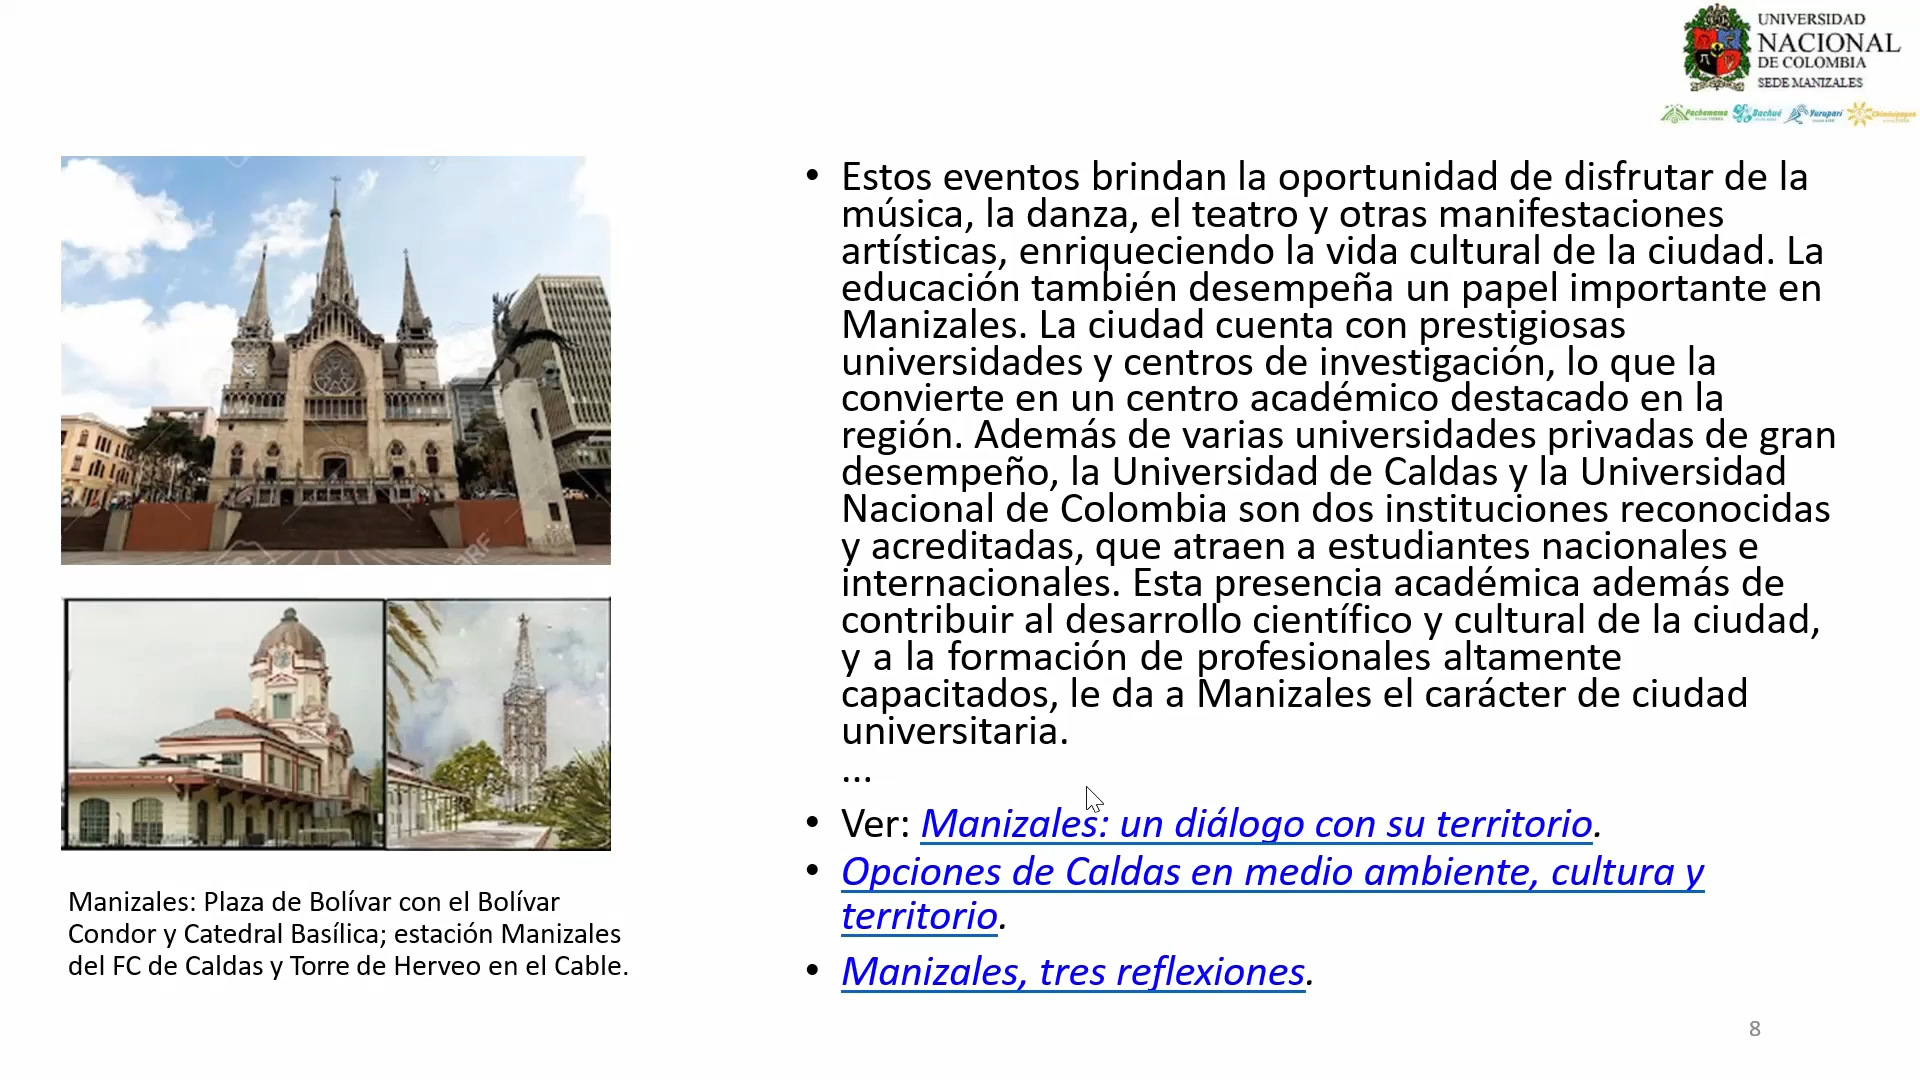 UNIVERSIDAD
NACIONAL
DE COLOMBIA
SEDE MANIZALES
Pachamama
Bachué
Yurupari
Chiminigagua
• Estos eventos brindan la oportunidad de disfrutar de la
música, la danza, el teatro y otras manifestaciones
artísticas, enriqueciendo la vida cultural de la ciudad. La
educación también desempeña un papel importante en
Manizales. La ciudad cuenta con prestigiosas
universidades y centros de investigación, lo que la
convierte en un centro académico destacado en la
región. Además de varias universidades privadas de gran
desempeño, la Universidad de Caldas y la Universidad
Nacional de Colombia son dos instituciones reconocidas
y acreditadas, que atraen a estudiantes nacionales e
internacionales. Esta presencia académica además de
contribuir al desarrollo científico y cultural de la ciudad,
y a la formación de profesionales altamente
capacitados, le da a Manizales el carácter de ciudad
universitaria.
...
• Ver: Manizales: un diálogo con su territorio.
• Opciones de Caldas en medio ambiente, cultura y
territorio.
• Manizales, tres reflexiones.
Manizales: Plaza de Bolívar con el Bolívar
Condor y Catedral Basílica; estación Manizales
del FC de Caldas y Torre de Herveo en el Cable.
8